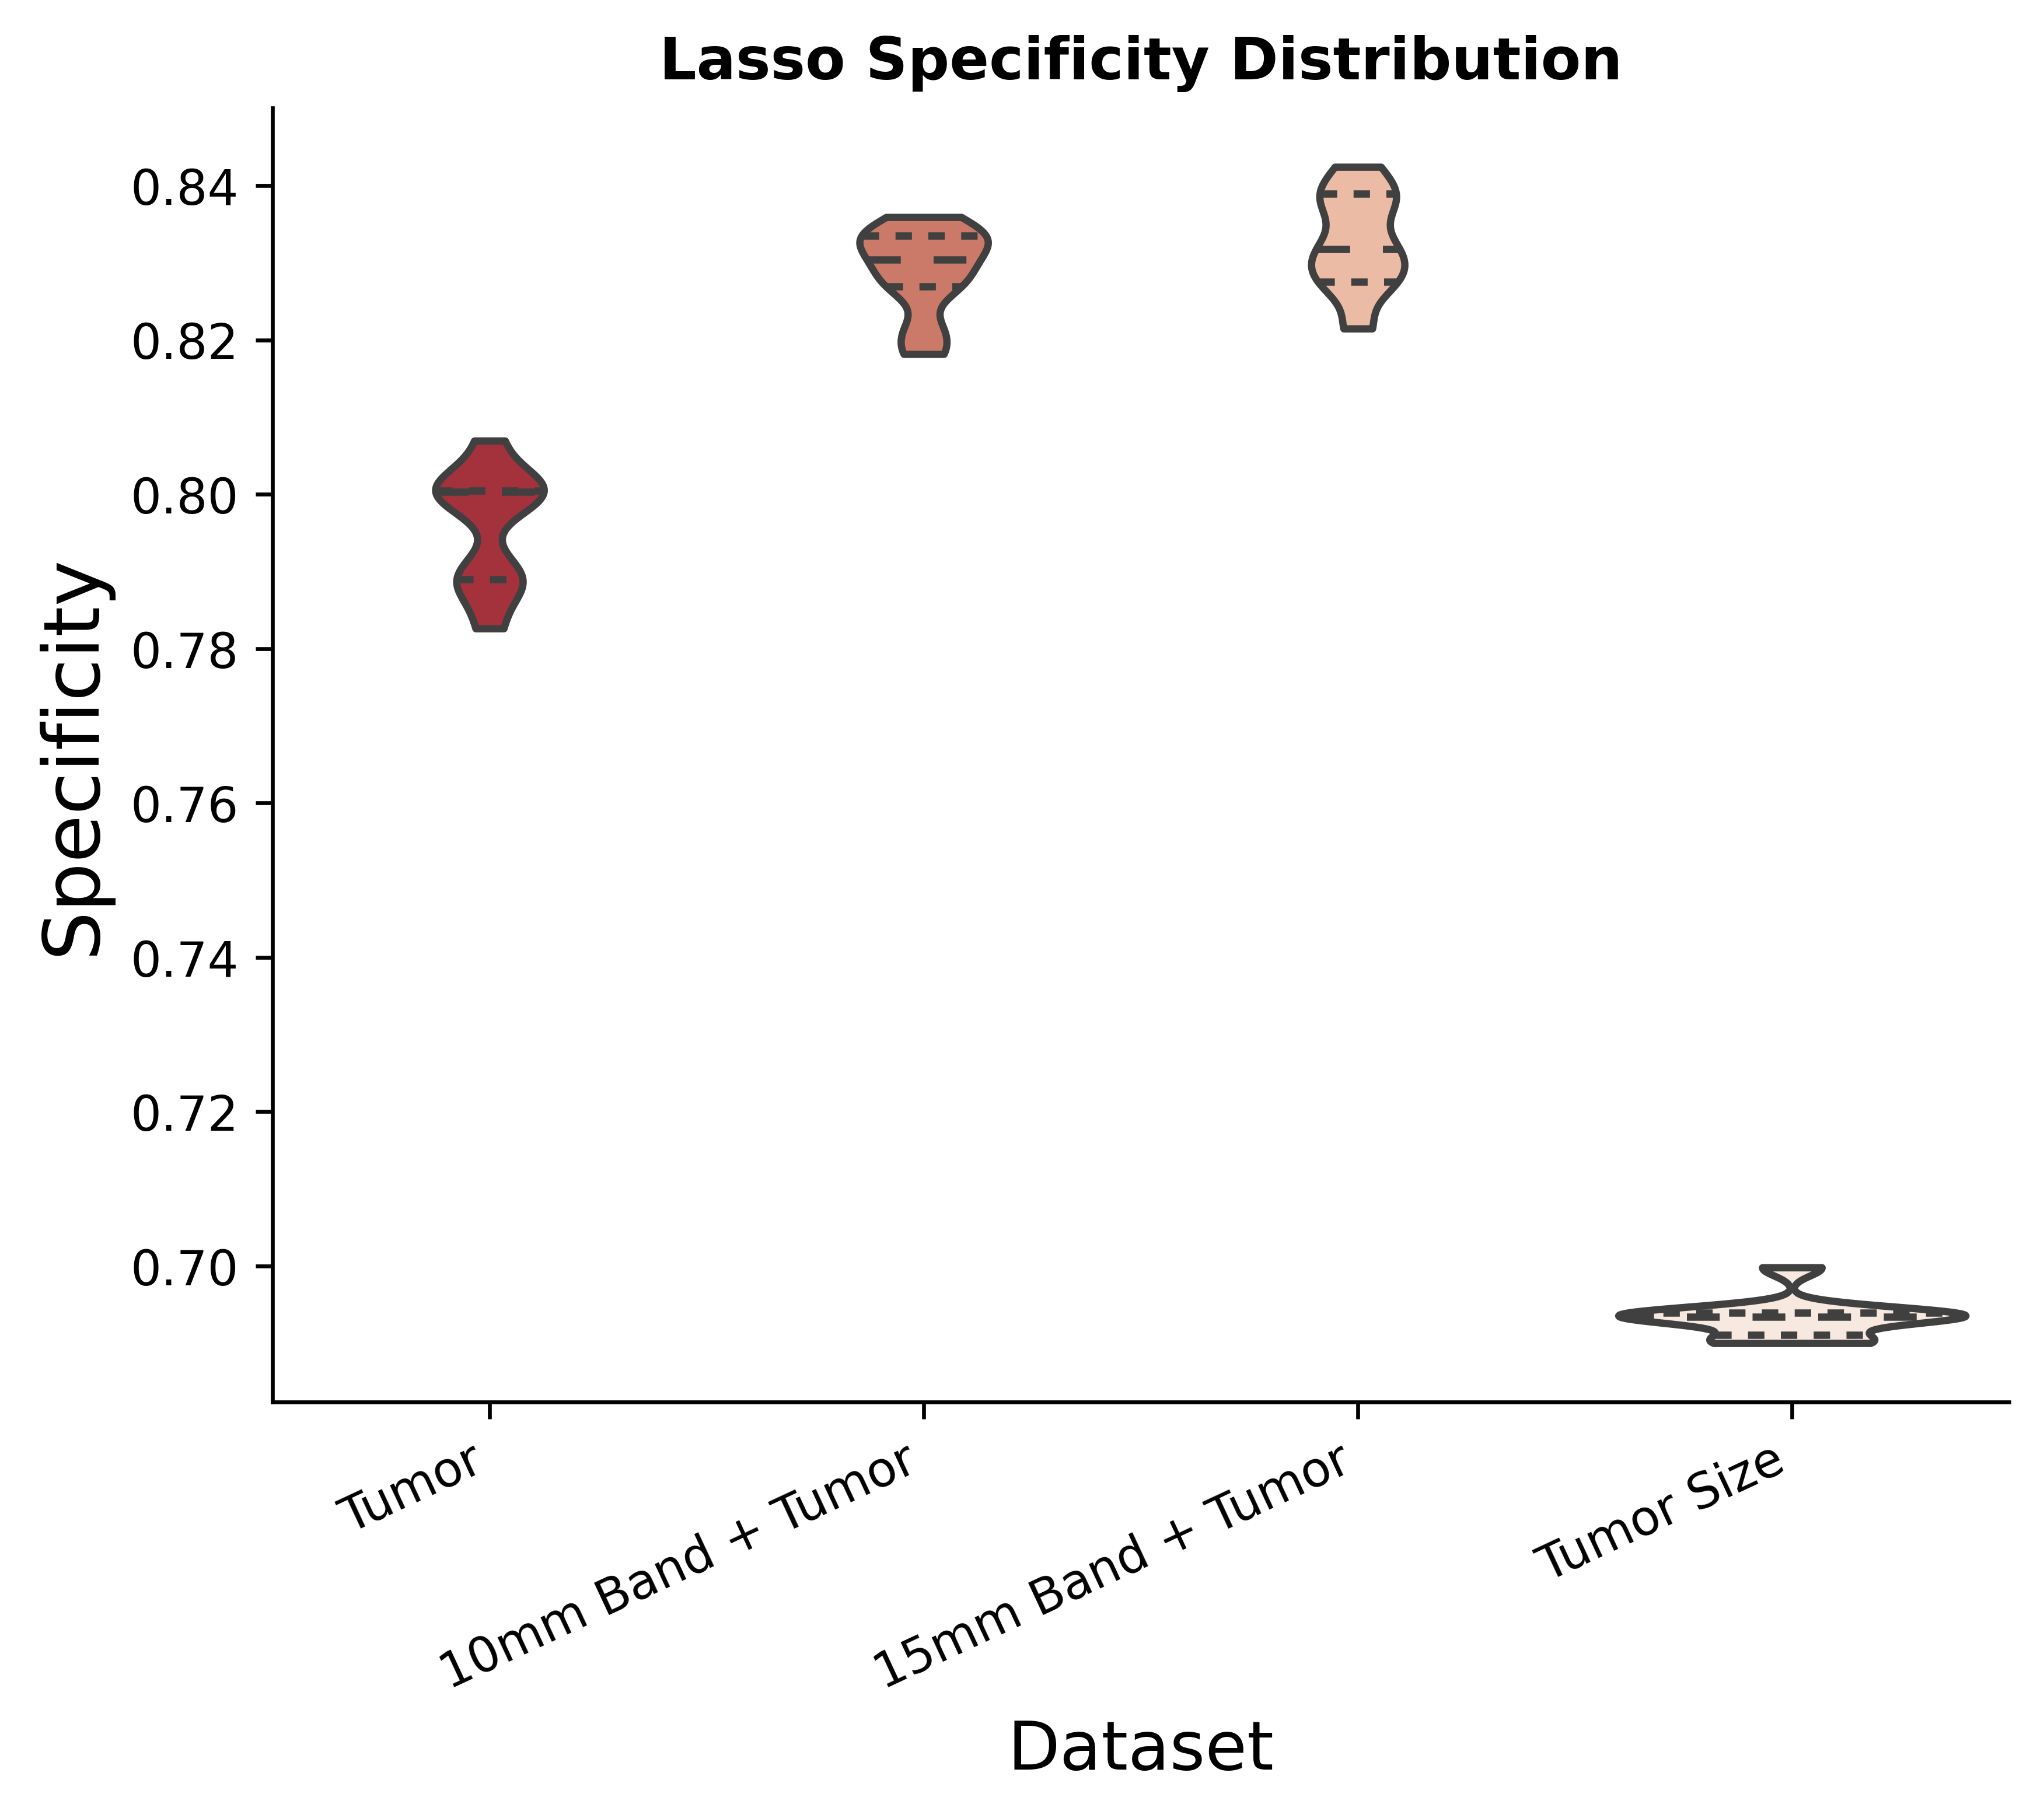 Lasso Specificity Distribution
Specificity
0.84
0.82
0.80
0.78
0.76
0.74
0.72
0.70
Tumor
10mm Band + Tumor
15mm Band + Tumor
Tumor Size
Dataset